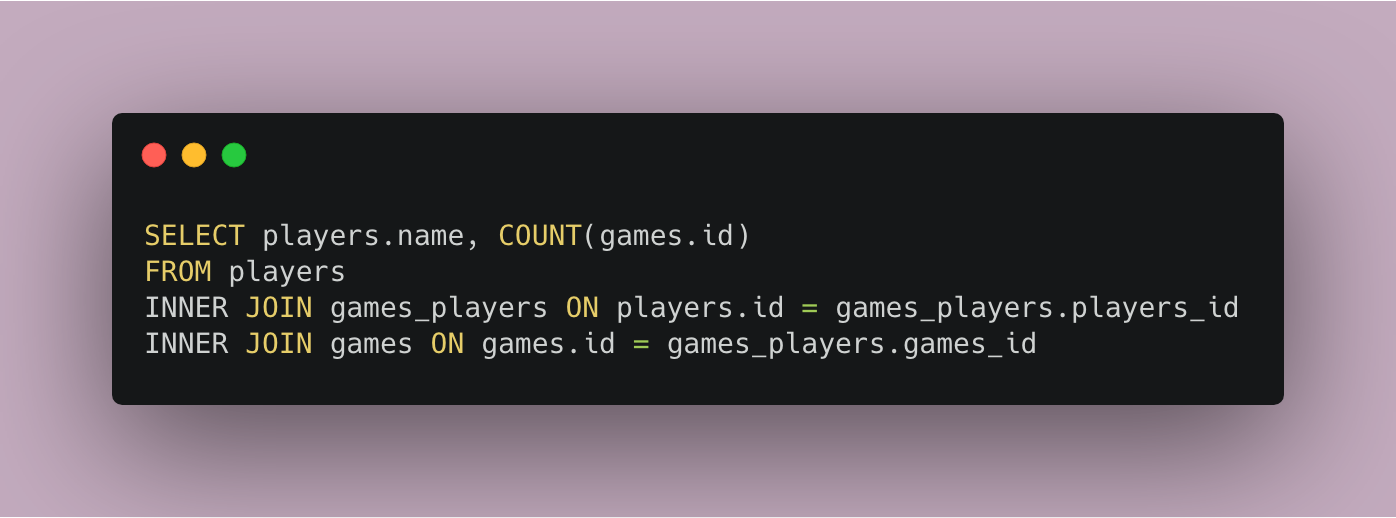 SELECT players.name, COUNT(games.id)
FROM players
INNER JOIN games_players ON players.id = games_players.players_id
INNER JOIN games ON games.id = games_players.games_id